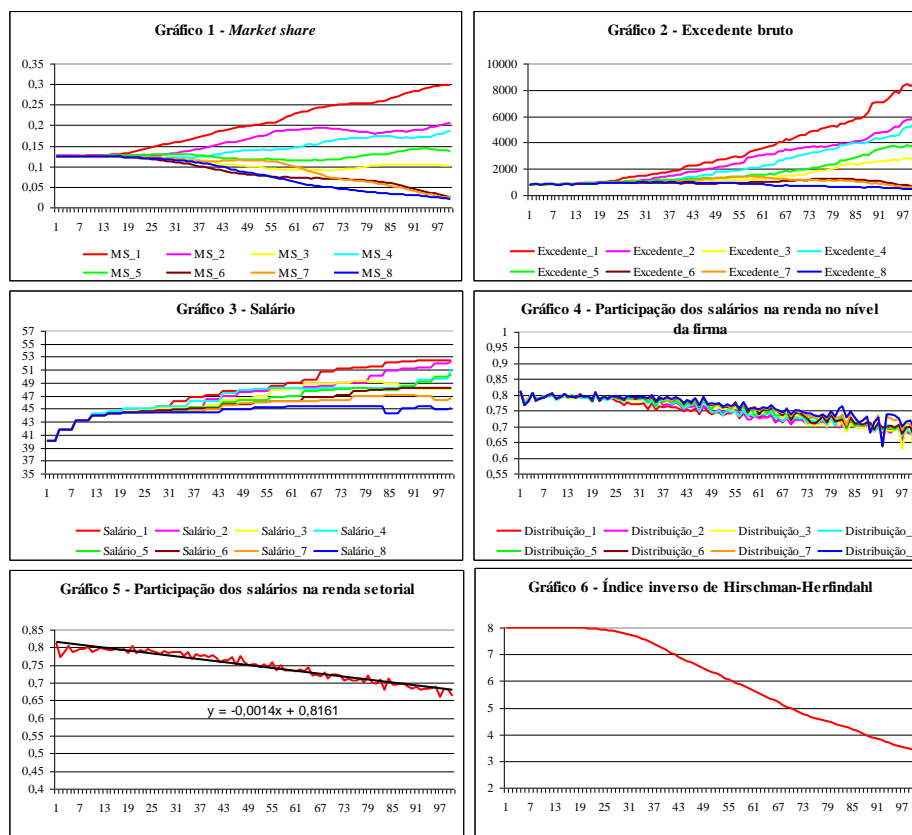 Gráfico 1 - Market share
0,35
0,3
0,25
0,2
0,15
0,1
0,05
0
1 7 13 19 25 31 37 43 49 55 61 67 73 79 85 91 97
MS_1 MS_2 MS_3 MS_4
MS_5 MS_6 MS_7 MS_8
Gráfico 2 - Excedente bruto
10000
8000
6000
4000
2000
0
1 7 13 19 25 31 37 43 49 55 61 67 73 79 85 91 97
Excedente_1 Excedente_2 Excedente_3 Excedente_4
Excedente_5 Excedente_6 Excedente_7 Excedente_8
Gráfico 3 - Salário
57
55
53
51
49
47
45
43
41
39
37
35
1 7 13 19 25 31 37 43 49 55 61 67 73 79 85 91 97
Salário_1 Salário_2 Salário_3 Salário_4
Salário_5 Salário_6 Salário_7 Salário_8
Gráfico 4 - Participação dos salários na renda no nível
da firma
1
0,95
0,9
0,85
0,8
0,75
0,7
0,65
0,6
0,55
1 7 13 19 25 31 37 43 49 55 61 67 73 79 85 91 97
Distribuição_1 Distribuição_2 Distribuição_3 Distribuição_
Distribuição_5 Distribuição_6 Distribuição_7 Distribuição_
Gráfico 5 - Participação dos salários na renda setorial
0,85
0,8
0,75
0,7
0,65
0,6
0,55
0,5
0,45
0,4
y = -0,0014x + 0,8161
1 7 13 19 25 31 37 43 49 55 61 67 73 79 85 91 97
Gráfico 6 - Índice inverso de Hirschman-Herfindahl
8
7
6
5
4
3
2
1 7 13 19 25 31 37 43 49 55 61 67 73 79 85 91 97